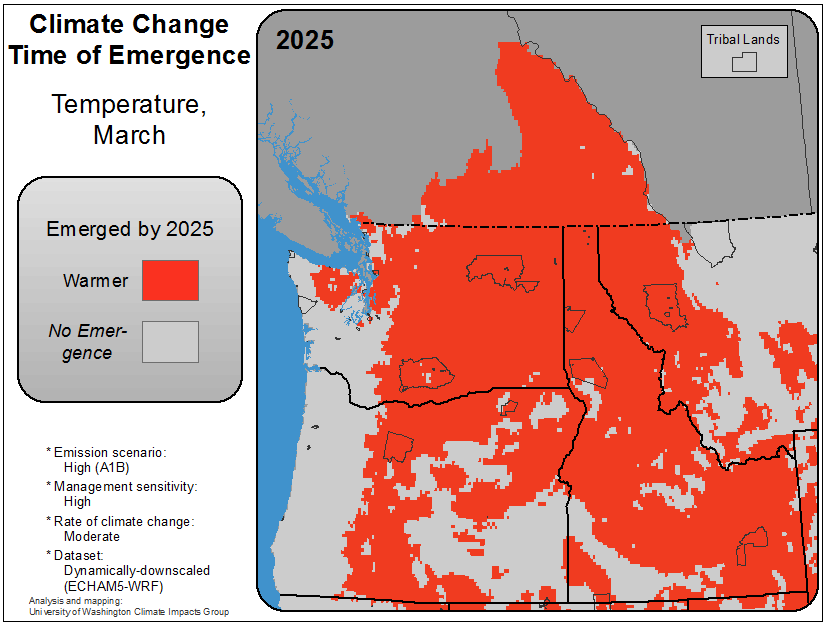 Climate Change
Time of Emergence
Temperature,
March
Emerged by 2025
Warmer
No Emer-
gence
* Emission scenario:
High (A1B)
* Management sensitivity:
High
* Rate of climate change:
Moderate
* Dataset:
Dynamically-downscaled
(ECHAM5-WRF)
Analysis and mapping:
University of Washington Climate Impacts Group
2025
Tribal Lands